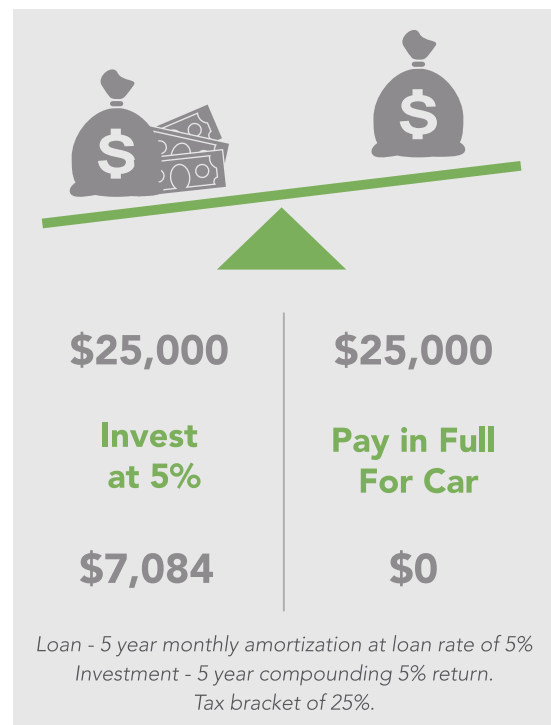 $ $
$25,000 $25,000
Invest
at 5%
Pay in Full
For Car
$7,084 $0
Loan - 5 year monthly amortization at loan rate of 5%
Investment - 5 year compounding 5% return.
Tax bracket of 25%.